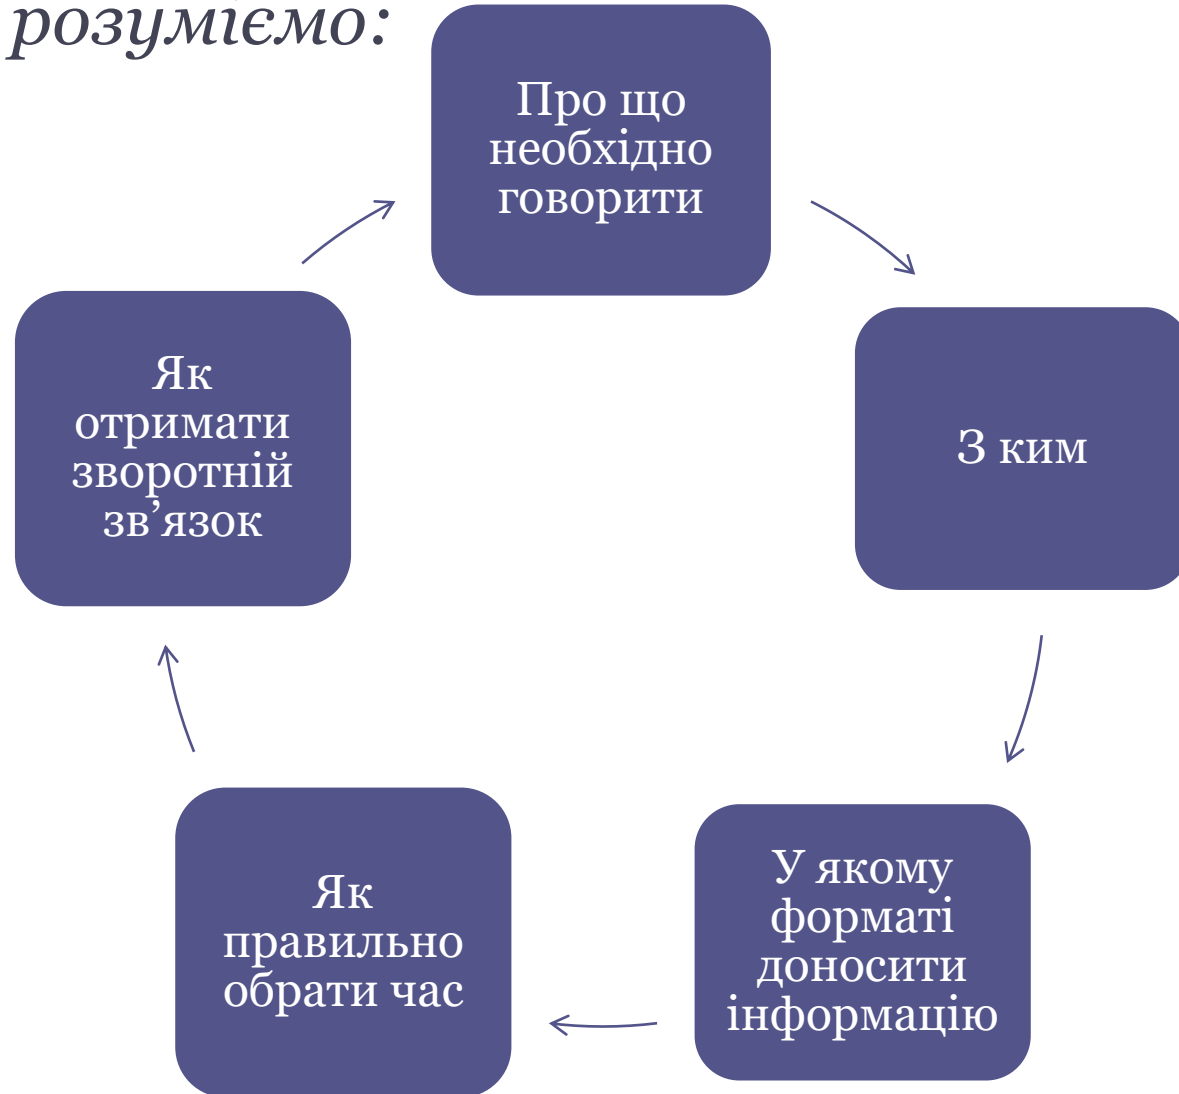 розуміємо:
Про що
необхідно
говорити
З ким
У якому
форматі
доносити
інформацію
Як
правильно
обрати час
Як
отримати
зворотній
зв’язок